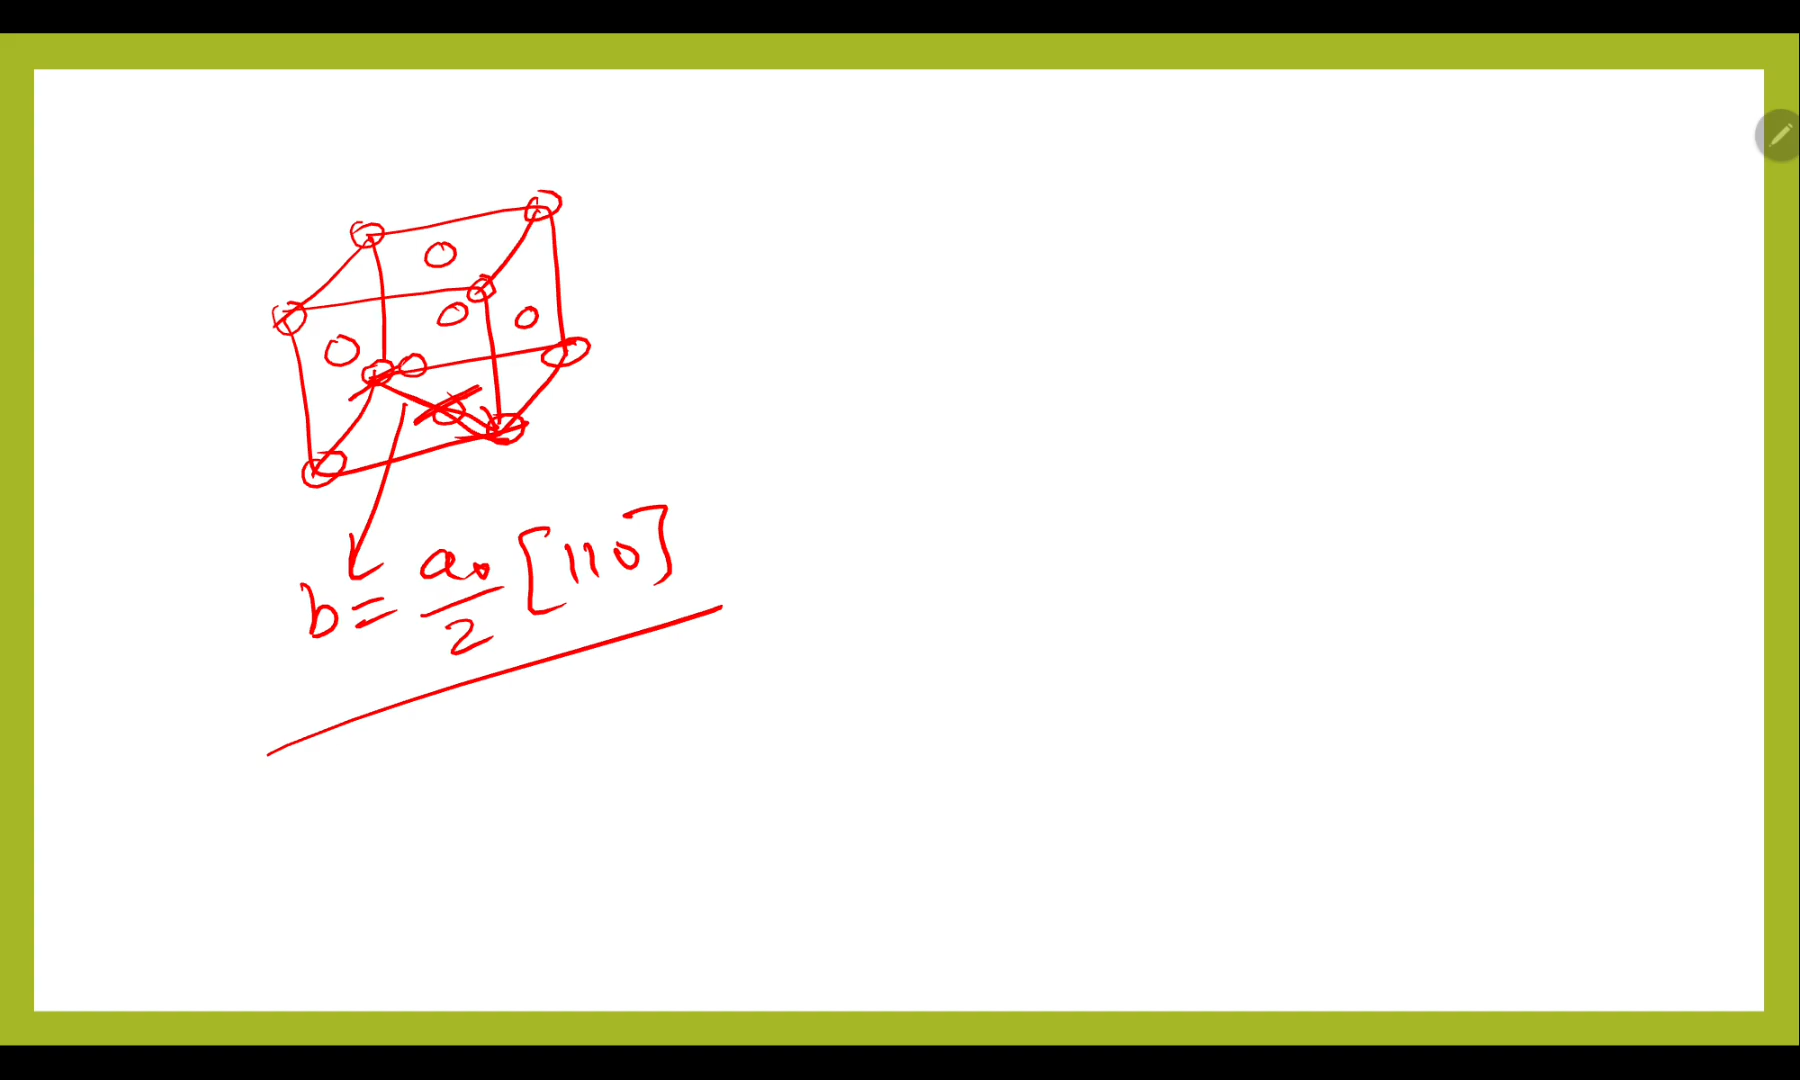 b = a₀/2 [110]